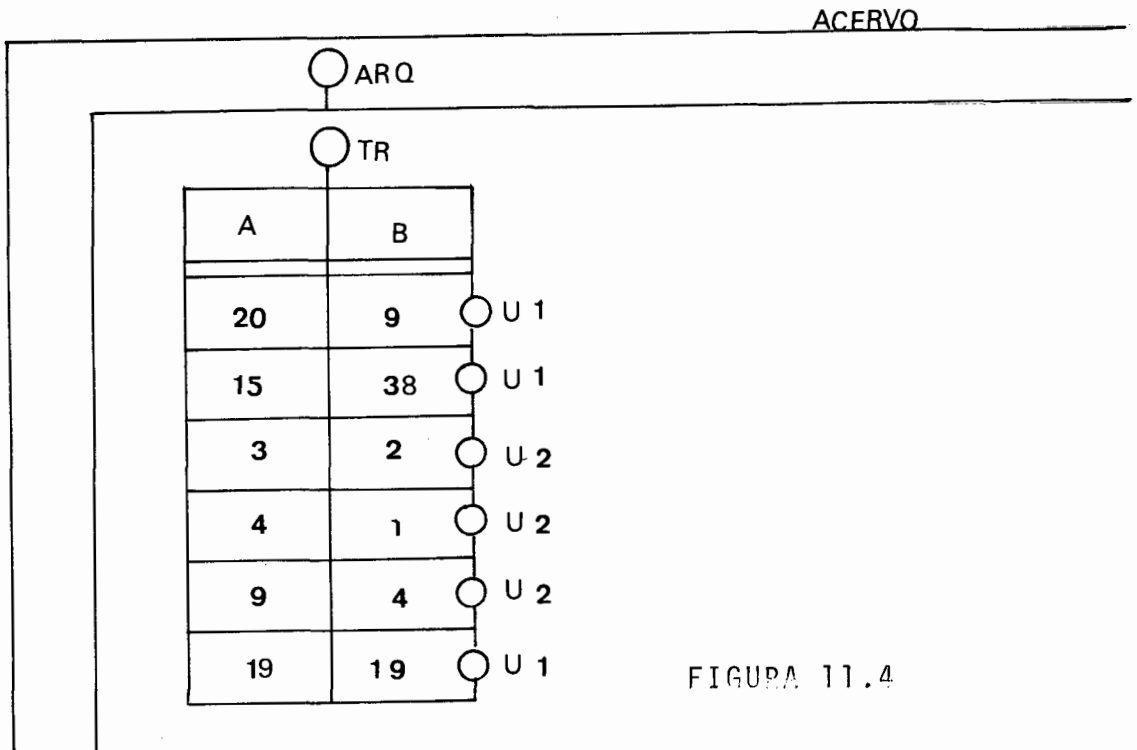 ACERVO
ARQ
TR
A B
20 9 U 1
15 38 U 1
3 2 U 2
4 1 U 2
9 4 U 2
19 19 U 1
FIGURA 11.4